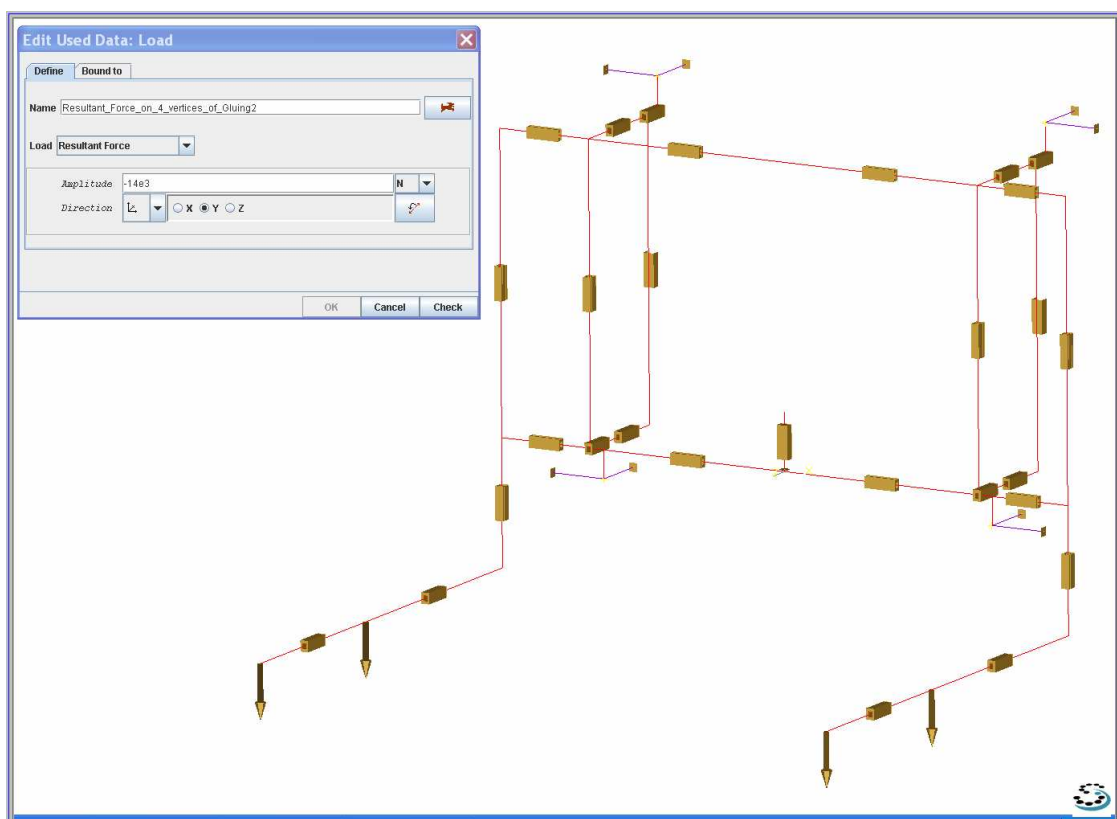 Edit Used Data: Load
Define Bound to
Name Resultant_Force_on_4_vertices_of_Gluing2
Load Resultant Force
Amplitude -14e3 N
Direction X Y Z
OK Cancel Check